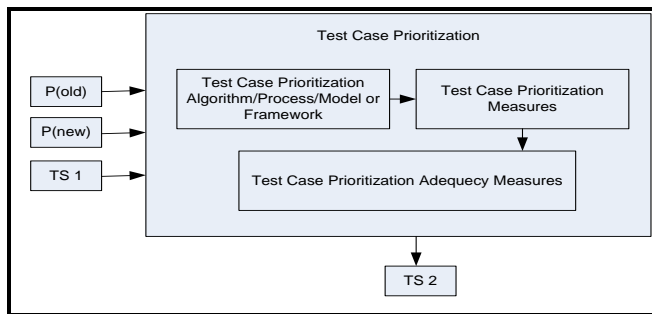 Test Case Prioritization
P(old)
P(new)
TS 1
Test Case Prioritization
Algorithm/Process/Model or
Framework
Test Case Prioritization
Measures
Test Case Prioritization Adequecy Measures
TS 2